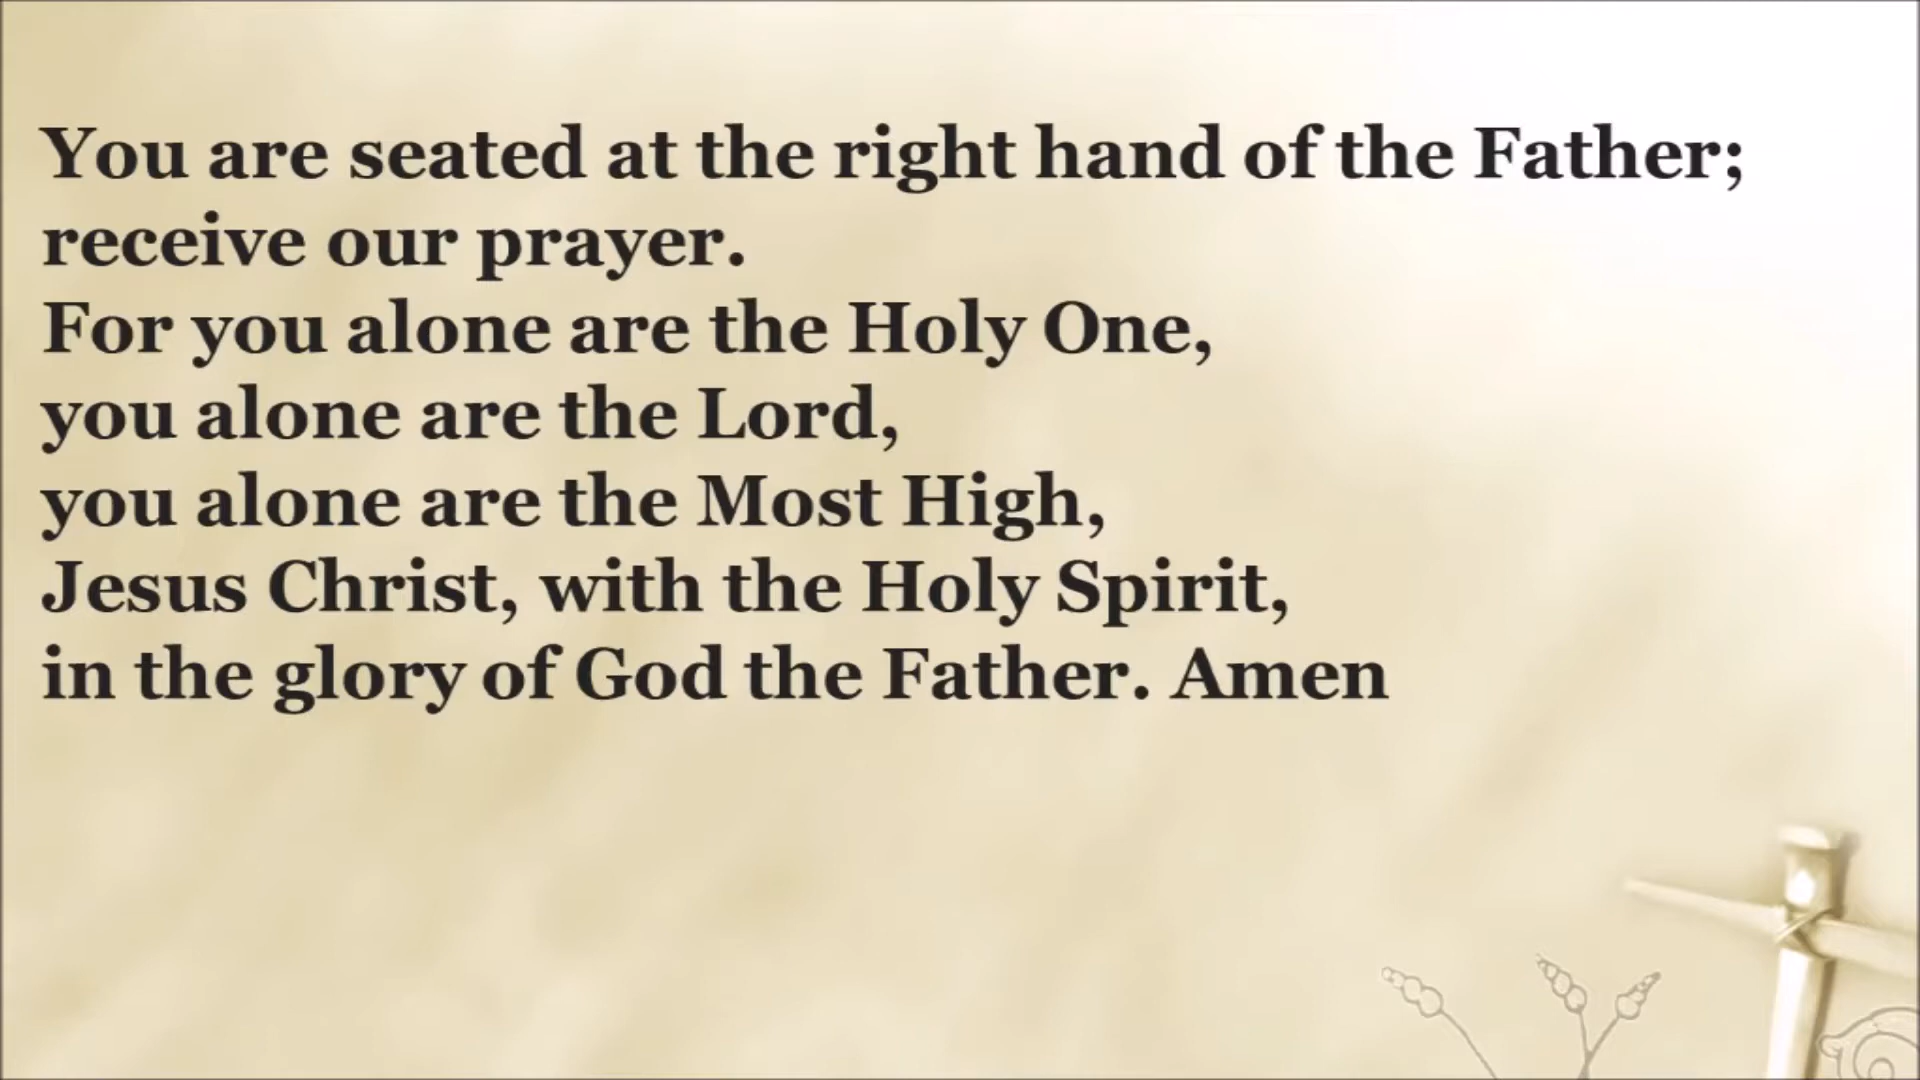 You are seated at the right hand of the Father;
receive our prayer.
For you alone are the Holy One,
you alone are the Lord,
you alone are the Most High,
Jesus Christ, with the Holy Spirit,
in the glory of God the Father. Amen